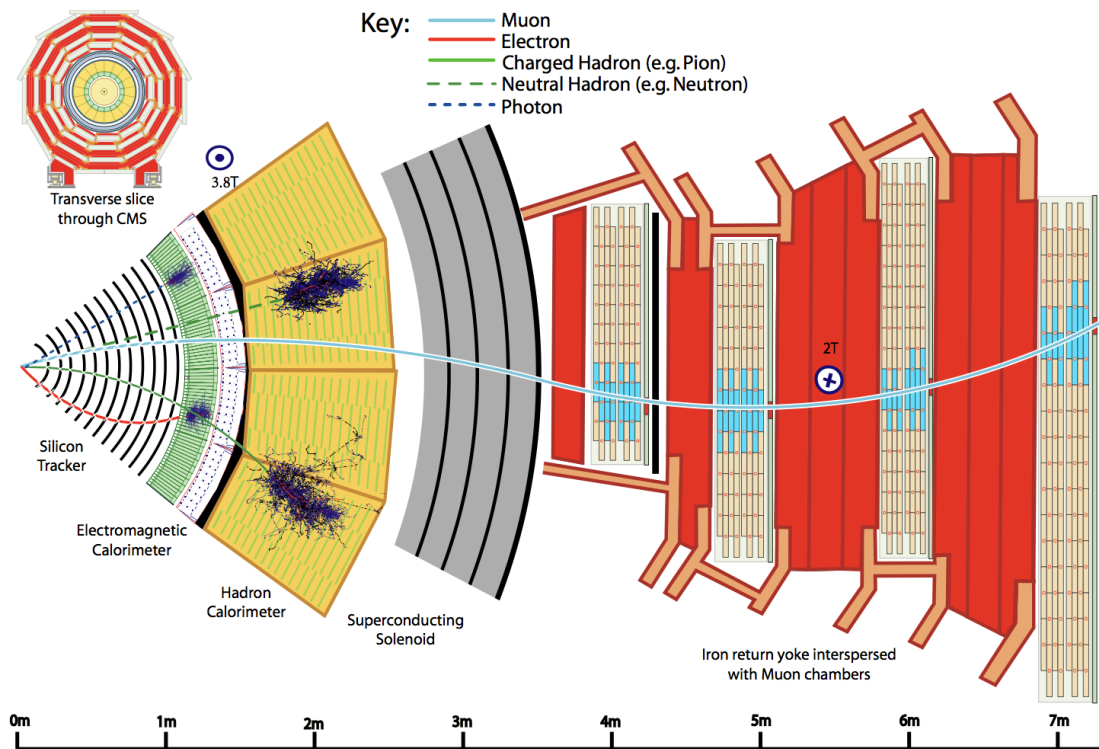 Key:
Muon
Electron
Charged Hadron (e.g. Pion)
Neutral Hadron (e.g. Neutron)
Photon
Transverse slice
through CMS
3.8T
2T
Silicon
Tracker
Electromagnetic
Calorimeter
Hadron
Calorimeter
Superconducting
Solenoid
Iron return yoke interspersed
with Muon chambers
0m 1m 2m 3m 4m 5m 6m 7m